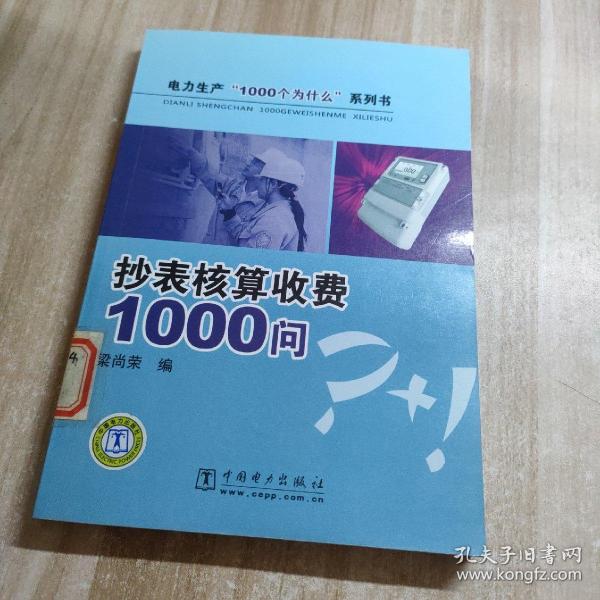 电力生产“1000个为什么”系列书
DIANLI SHENGCHAN 1000GEWEISHENME XILIESHU
抄表核算收费
1000问
梁尚荣 编
?+!
中国电力出版社
www.cepp.com.cn
孔夫子旧书网
www.kongfz.com